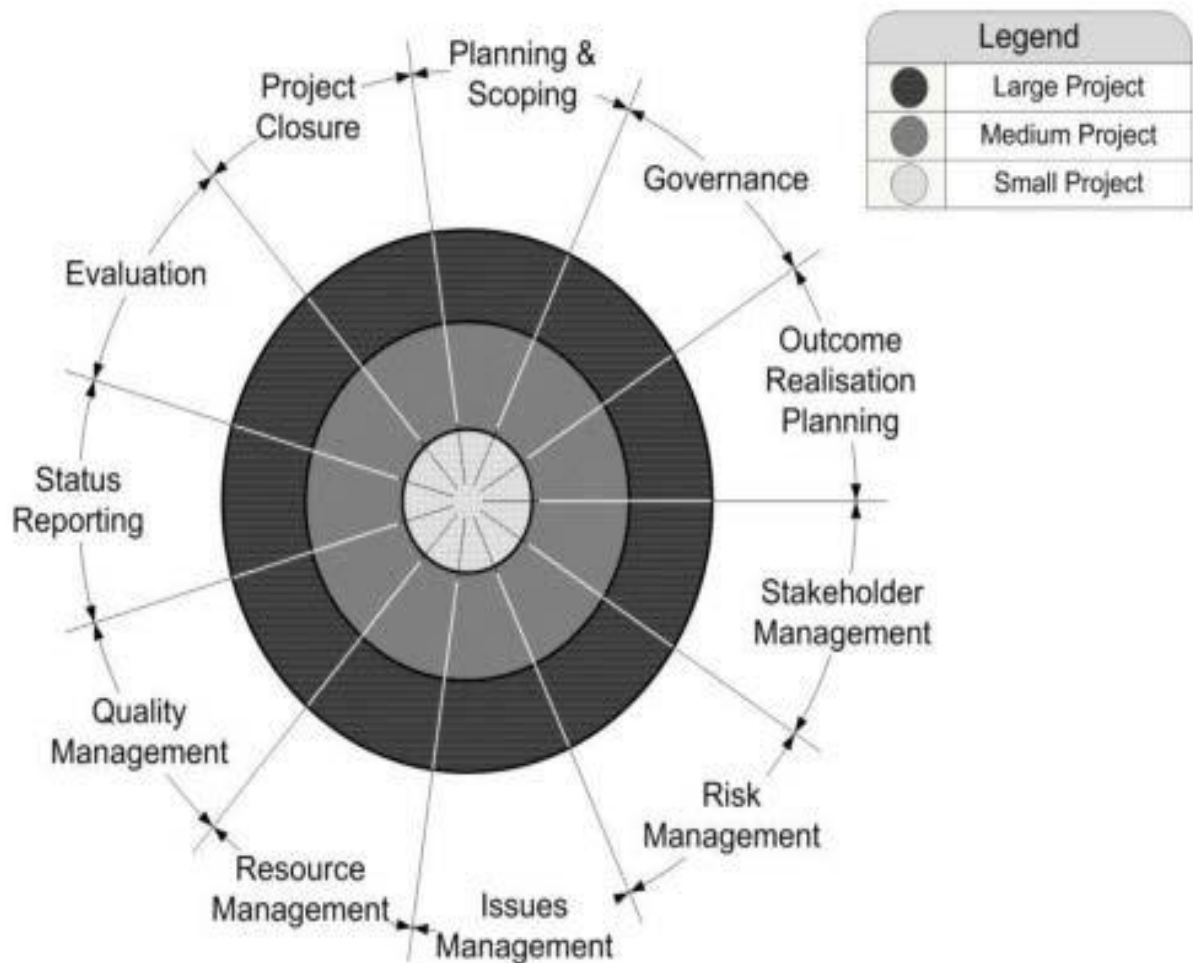 Planning &
Scoping
Governance
Outcome
Realisation
Planning
Stakeholder
Management
Risk
Management
Issues
Management
Resource
Management
Quality
Management
Status
Reporting
Evaluation
Project
Closure
Legend
Large Project
Medium Project
Small Project